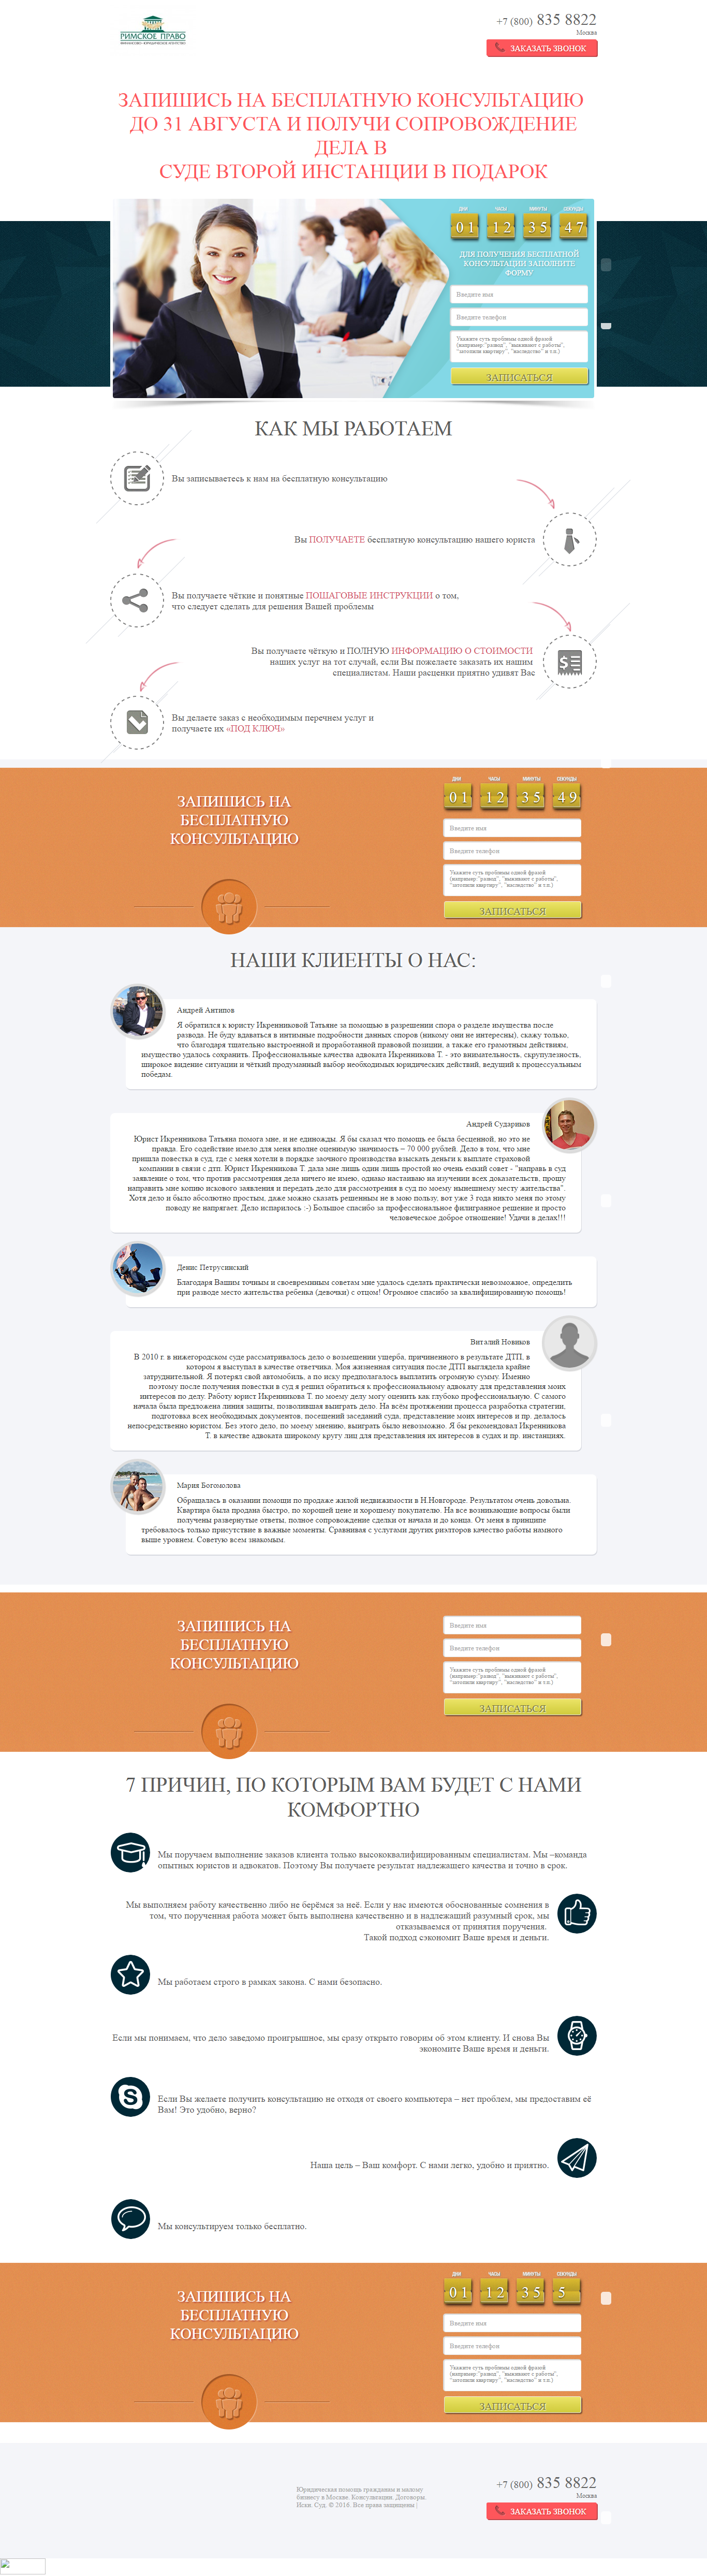 РИМСКОЕ ПРАВО
ФИНАНСОВО-ЮРИДИЧЕСКОЕ АГЕНТСТВО
+7 (800) 835 8822
Москва
ЗАКАЗАТЬ ЗВОНОК
ЗАПИШИСЬ НА БЕСПЛАТНУЮ КОНСУЛЬТАЦИЮ
ДО 31 АВГУСТА И ПОЛУЧИ СОПРОВОЖДЕНИЕ
ДЕЛА В
СУДЕ ВТОРОЙ ИНСТАНЦИИ В ПОДАРОК
ДНИ ЧАСЫ МИНУТЫ СЕКУНДЫ
01 12 35 47
ДЛЯ ПОЛУЧЕНИЯ БЕСПЛАТНОЙ
КОНСУЛЬТАЦИИ ЗАПОЛНИТЕ
ФОРМУ
Введите имя
Введите телефон
Укажите суть проблемы одной фразой
(например:"развод", "выживают с работы",
"затопили квартиру", "наследство" и т.п.)
ЗАПИСАТЬСЯ
КАК МЫ РАБОТАЕМ
Вы записываетесь к нам на бесплатную консультацию
Вы ПОЛУЧАЕТЕ бесплатную консультацию нашего юриста
Вы получаете чёткие и понятные ПОШАГОВЫЕ ИНСТРУКЦИИ о том,
что следует сделать для решения Вашей проблемы
Вы получаете чёткую и ПОЛНУЮ ИНФОРМАЦИЮ О СТОИМОСТИ
наших услуг на тот случай, если Вы пожелаете заказать их нашим
специалистам. Наши расценки приятно удивят Вас
Вы делаете заказ с необходимым перечнем услуг и
получаете их «ПОД КЛЮЧ»
ДНИ ЧАСЫ МИНУТЫ СЕКУНДЫ
01 12 35 49
ЗАПИШИСЬ НА
БЕСПЛАТНУЮ
КОНСУЛЬТАЦИЮ
Введите имя
Введите телефон
Укажите суть проблемы одной фразой
(например:"развод", "выживают с работы",
"затопили квартиру", "наследство" и т.п.)
ЗАПИСАТЬСЯ
НАШИ КЛИЕНТЫ О НАС:
Андрей Антипов
Я обратился к юристу Икренниковой Татьяне за помощью в разрешении спора о разделе имущества после
развода. Не буду вдаваться в интимные подробности данных споров (никому они не интересны), скажу только,
что благодаря тщательно выстроенной и проработанной правовой позиции, а также его грамотным действиям,
имущество удалось сохранить. Профессиональные качества адвоката Икренникова Т. - это внимательность, скрупулезность,
широкое видение ситуации и чёткий продуманный выбор необходимых юридических действий, ведущий к процессуальным
победам.
Андрей Судариков
Юрист Икренникова Татьяна помога мне, и не единожды. Я бы сказал что помощь ее была бесценной, но это не
правда. Его содействие имело для меня вполне оценимую значимость – 70 000 рублей. Дело в том, что мне
пришла повестка в суд, где с меня хотели в порядке заочного производства взыскать деньги к выплате страховой
компании в связи с дтп. Юрист Икренникова Т. дала мне лишь один лишь простой но очень емкий совет - "направь в суд
заявление о том, что против рассмотрения дела ничего не имею, однако настаиваю на изучении всех доказательств, прошу
направить мне копию искового заявления и передать дело для рассмотрения в суд по моему нынешнему месту жительства".
Хотя дело и было абсолютно простым, даже можно сказать решенным не в мою пользу, вот уже 3 года никто меня по этому
поводу не напрягает. Дело испарилось :-) Большое спасибо за профессиональное филигранное решение и просто
человеческое доброе отношение! Удачи в делах!!!
Денис Петрусинский
Благодаря Вашим точным и своевременным советам мне удалось сделать практически невозможное, определить
при разводе место жительства ребенка (девочки) с отцом! Огромное спасибо за квалифицированную помощь!
Виталий Новиков
В 2010 г. в нижегородском суде рассматривалось дело о возмещении ущерба, причиненного в результате ДТП, в
котором я выступал в качестве ответчика. Моя жизненная ситуация после ДТП выглядела крайне
затруднительной. Я потерял свой автомобиль, а по иску предполагалось выплатить огромную сумму. Именно
поэтому после получения повестки в суд я решил обратиться к профессиональному адвокату для представления моих
интересов по делу. Работу юрист Икренникова Т. по моему делу могу оценить как глубоко профессиональную. С самого
начала была предложена линия защиты, позволившая выиграть дело. На всём протяжении процесса разработка стратегии,
подготовка всех необходимых документов, посещений заседаний суда, представление моих интересов и пр. делалось
непосредственно юристом. Без этого дело, по моему мнению, выиграть было невозможно. Я бы рекомендовал Икренникова
Т. в качестве адвоката широкому кругу лиц для представления их интересов в судах и пр. инстанциях.
Мария Богомолова
Обращалась в оказании помощи по продаже жилой недвижимости в Н.Новгороде. Результатом очень довольна.
Квартира была продана быстро, по хорошей цене и хорошему покупателю. На все возникающие вопросы были
получены развернутые ответы, полное сопровождение сделки от начала и до конца. От меня в принципе
требовалось только присутствие в важные моменты. Сравнивая с услугами других риэлторов качество работы намного
выше уровнем. Советую всем знакомым.
ЗАПИШИСЬ НА
БЕСПЛАТНУЮ
КОНСУЛЬТАЦИЮ
Введите имя
Введите телефон
Укажите суть проблемы одной фразой
(например:"развод", "выживают с работы",
"затопили квартиру", "наследство" и т.п.)
ЗАПИСАТЬСЯ
7 ПРИЧИН, ПО КОТОРЫМ ВАМ БУДЕТ С НАМИ
КОМФОРТНО
Мы поручаем выполнение заказов клиента только высококвалифицированным специалистам. Мы –команда
опытных юристов и адвокатов. Поэтому Вы получаете результат надлежащего качества и точно в срок.
Мы выполняем работу качественно либо не берёмся за неё. Если у нас имеются обоснованные сомнения в
том, что порученная работа может быть выполнена качественно и в надлежащий разумный срок, мы
отказываемся от принятия поручения.
Такой подход сэкономит Ваше время и деньги.
Мы работаем строго в рамках закона. С нами безопасно.
Если мы понимаем, что дело заведомо проигрышное, мы сразу открыто говорим об этом клиенту. И снова Вы
экономите Ваше время и деньги.
Если Вы желаете получить консультацию не отходя от своего компьютера – нет проблем, мы предоставим её
Вам! Это удобно, верно?
Наша цель – Ваш комфорт. С нами легко, удобно и приятно.
Мы консультируем только бесплатно.
ДНИ ЧАСЫ МИНУТЫ СЕКУНДЫ
01 12 35 5
ЗАПИШИСЬ НА
БЕСПЛАТНУЮ
КОНСУЛЬТАЦИЮ
Введите имя
Введите телефон
Укажите суть проблемы одной фразой
(например:"развод", "выживают с работы",
"затопили квартиру", "наследство" и т.п.)
ЗАПИСАТЬСЯ
Юридическая помощь гражданам и малому
бизнесу в Москве. Консультации. Договоры.
Иски. Суд. © 2016. Все права защищены |
+7 (800) 835 8822
Москва
ЗАКАЗАТЬ ЗВОНОК